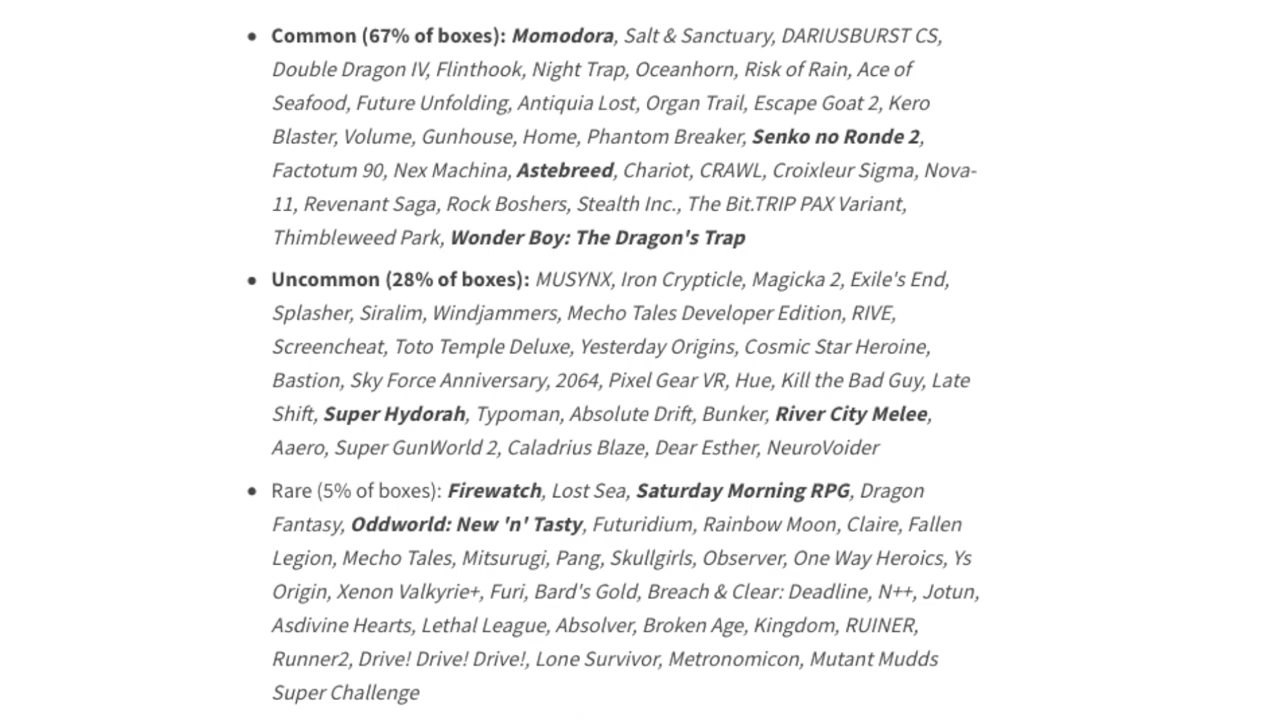 • Common (67% of boxes): Momodora, Salt & Sanctuary, DARIUSBURST CS,
Double Dragon IV, Flinthook, Night Trap, Oceanhorn, Risk of Rain, Ace of
Seafood, Future Unfolding, Antiquia Lost, Organ Trail, Escape Goat 2, Kero
Blaster, Volume, Gunhouse, Home, Phantom Breaker, Senko no Ronde 2,
Factotum 90, Nex Machina, Astebreed, Chariot, CRAWL, Croixleur Sigma, Nova-
11, Revenant Saga, Rock Boshers, Stealth Inc., The Bit.TRIP PAX Variant,
Thimbleweed Park, Wonder Boy: The Dragon's Trap
• Uncommon (28% of boxes): MUSYNX, Iron Crypticle, Magicka 2, Exile's End,
Splasher, Siralim, Windjammers, Mecho Tales Developer Edition, RIVE,
Screencheat, Toto Temple Deluxe, Yesterday Origins, Cosmic Star Heroine,
Bastion, Sky Force Anniversary, 2064, Pixel Gear VR, Hue, Kill the Bad Guy, Late
Shift, Super Hydorah, Typoman, Absolute Drift, Bunker, River City Melee,
Aaero, Super GunWorld 2, Caladrius Blaze, Dear Esther, NeuroVoider
• Rare (5% of boxes): Firewatch, Lost Sea, Saturday Morning RPG, Dragon
Fantasy, Oddworld: New 'n' Tasty, Futuridium, Rainbow Moon, Claire, Fallen
Legion, Mecho Tales, Mitsurugi, Pang, Skullgirls, Observer, One Way Heroics, Ys
Origin, Xenon Valkyrie+, Furi, Bard's Gold, Breach & Clear: Deadline, N++, Jotun,
Asdivine Hearts, Lethal League, Absolver, Broken Age, Kingdom, RUINER,
Runner2, Drive! Drive! Drive!, Lone Survivor, Metronomicon, Mutant Mudds
Super Challenge